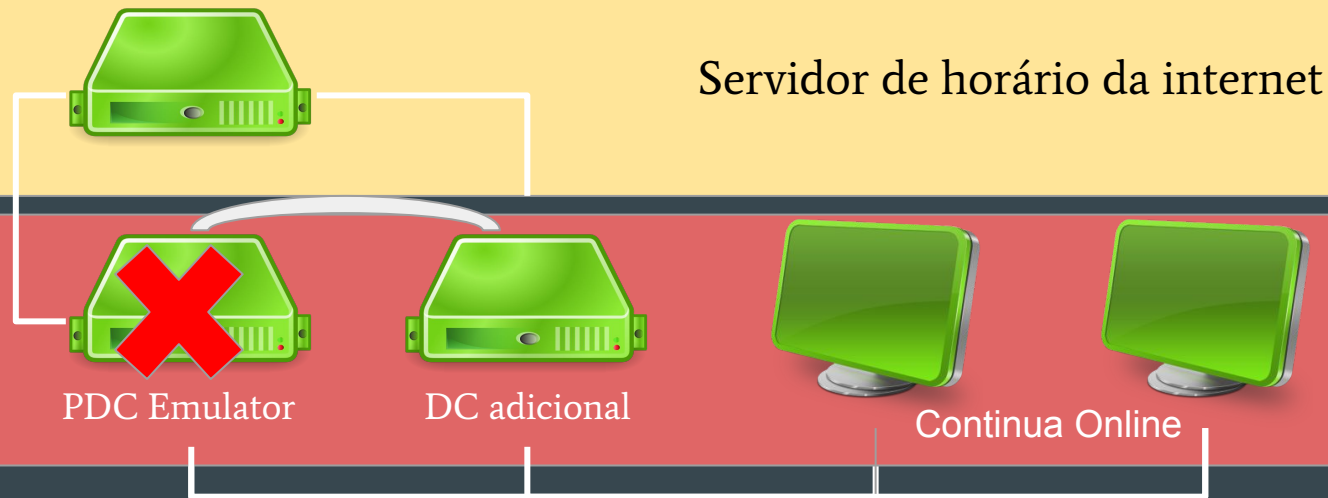 Servidor de horário da internet
PDC Emulator
DC adicional
Continua Online